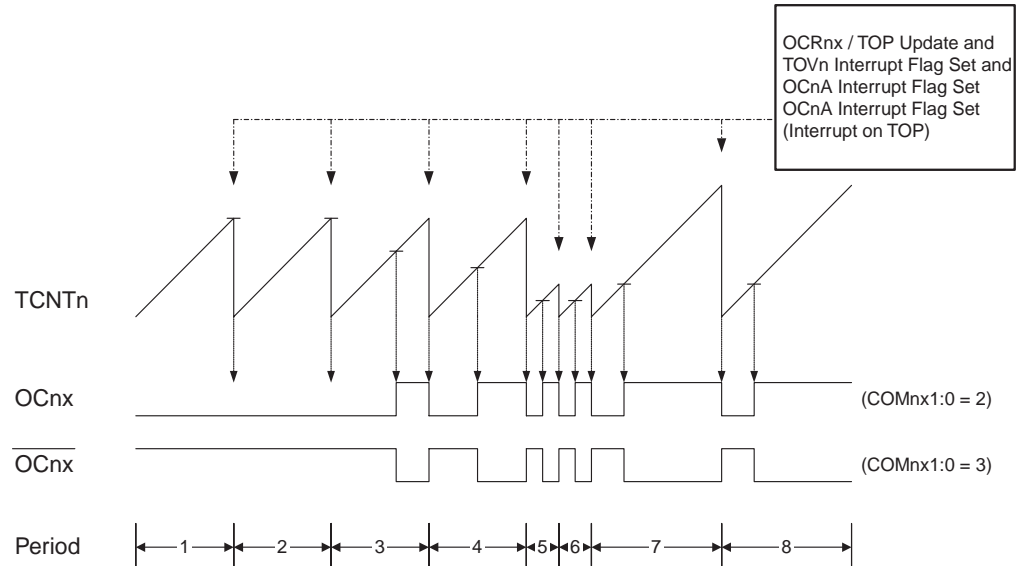 OCRnx / TOP Update and
TOVn Interrupt Flag Set and
OCnA Interrupt Flag Set
OCnA Interrupt Flag Set
(Interrupt on TOP)
TCNTn
OCnx
(COMnx1:0 = 2)
OCnx
(COMnx1:0 = 3)
Period
1 2 3 4 5 6 7 8